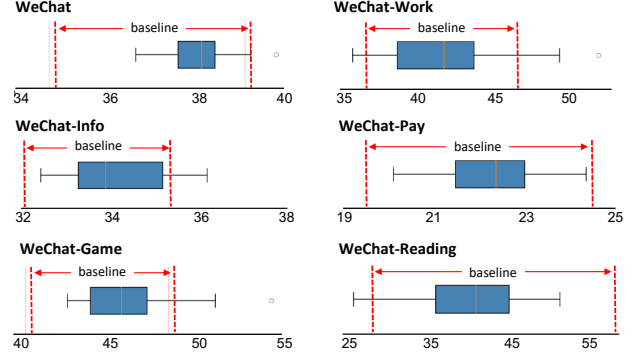 WeChat
baseline
34 36 38 40
WeChat-Work
baseline
35 45 50
WeChat-Info
baseline
32 34 36 38
WeChat-Pay
baseline
19 21 23 25
WeChat-Game
baseline
40 45 50 55
WeChat-Reading
baseline
25 35 45 55